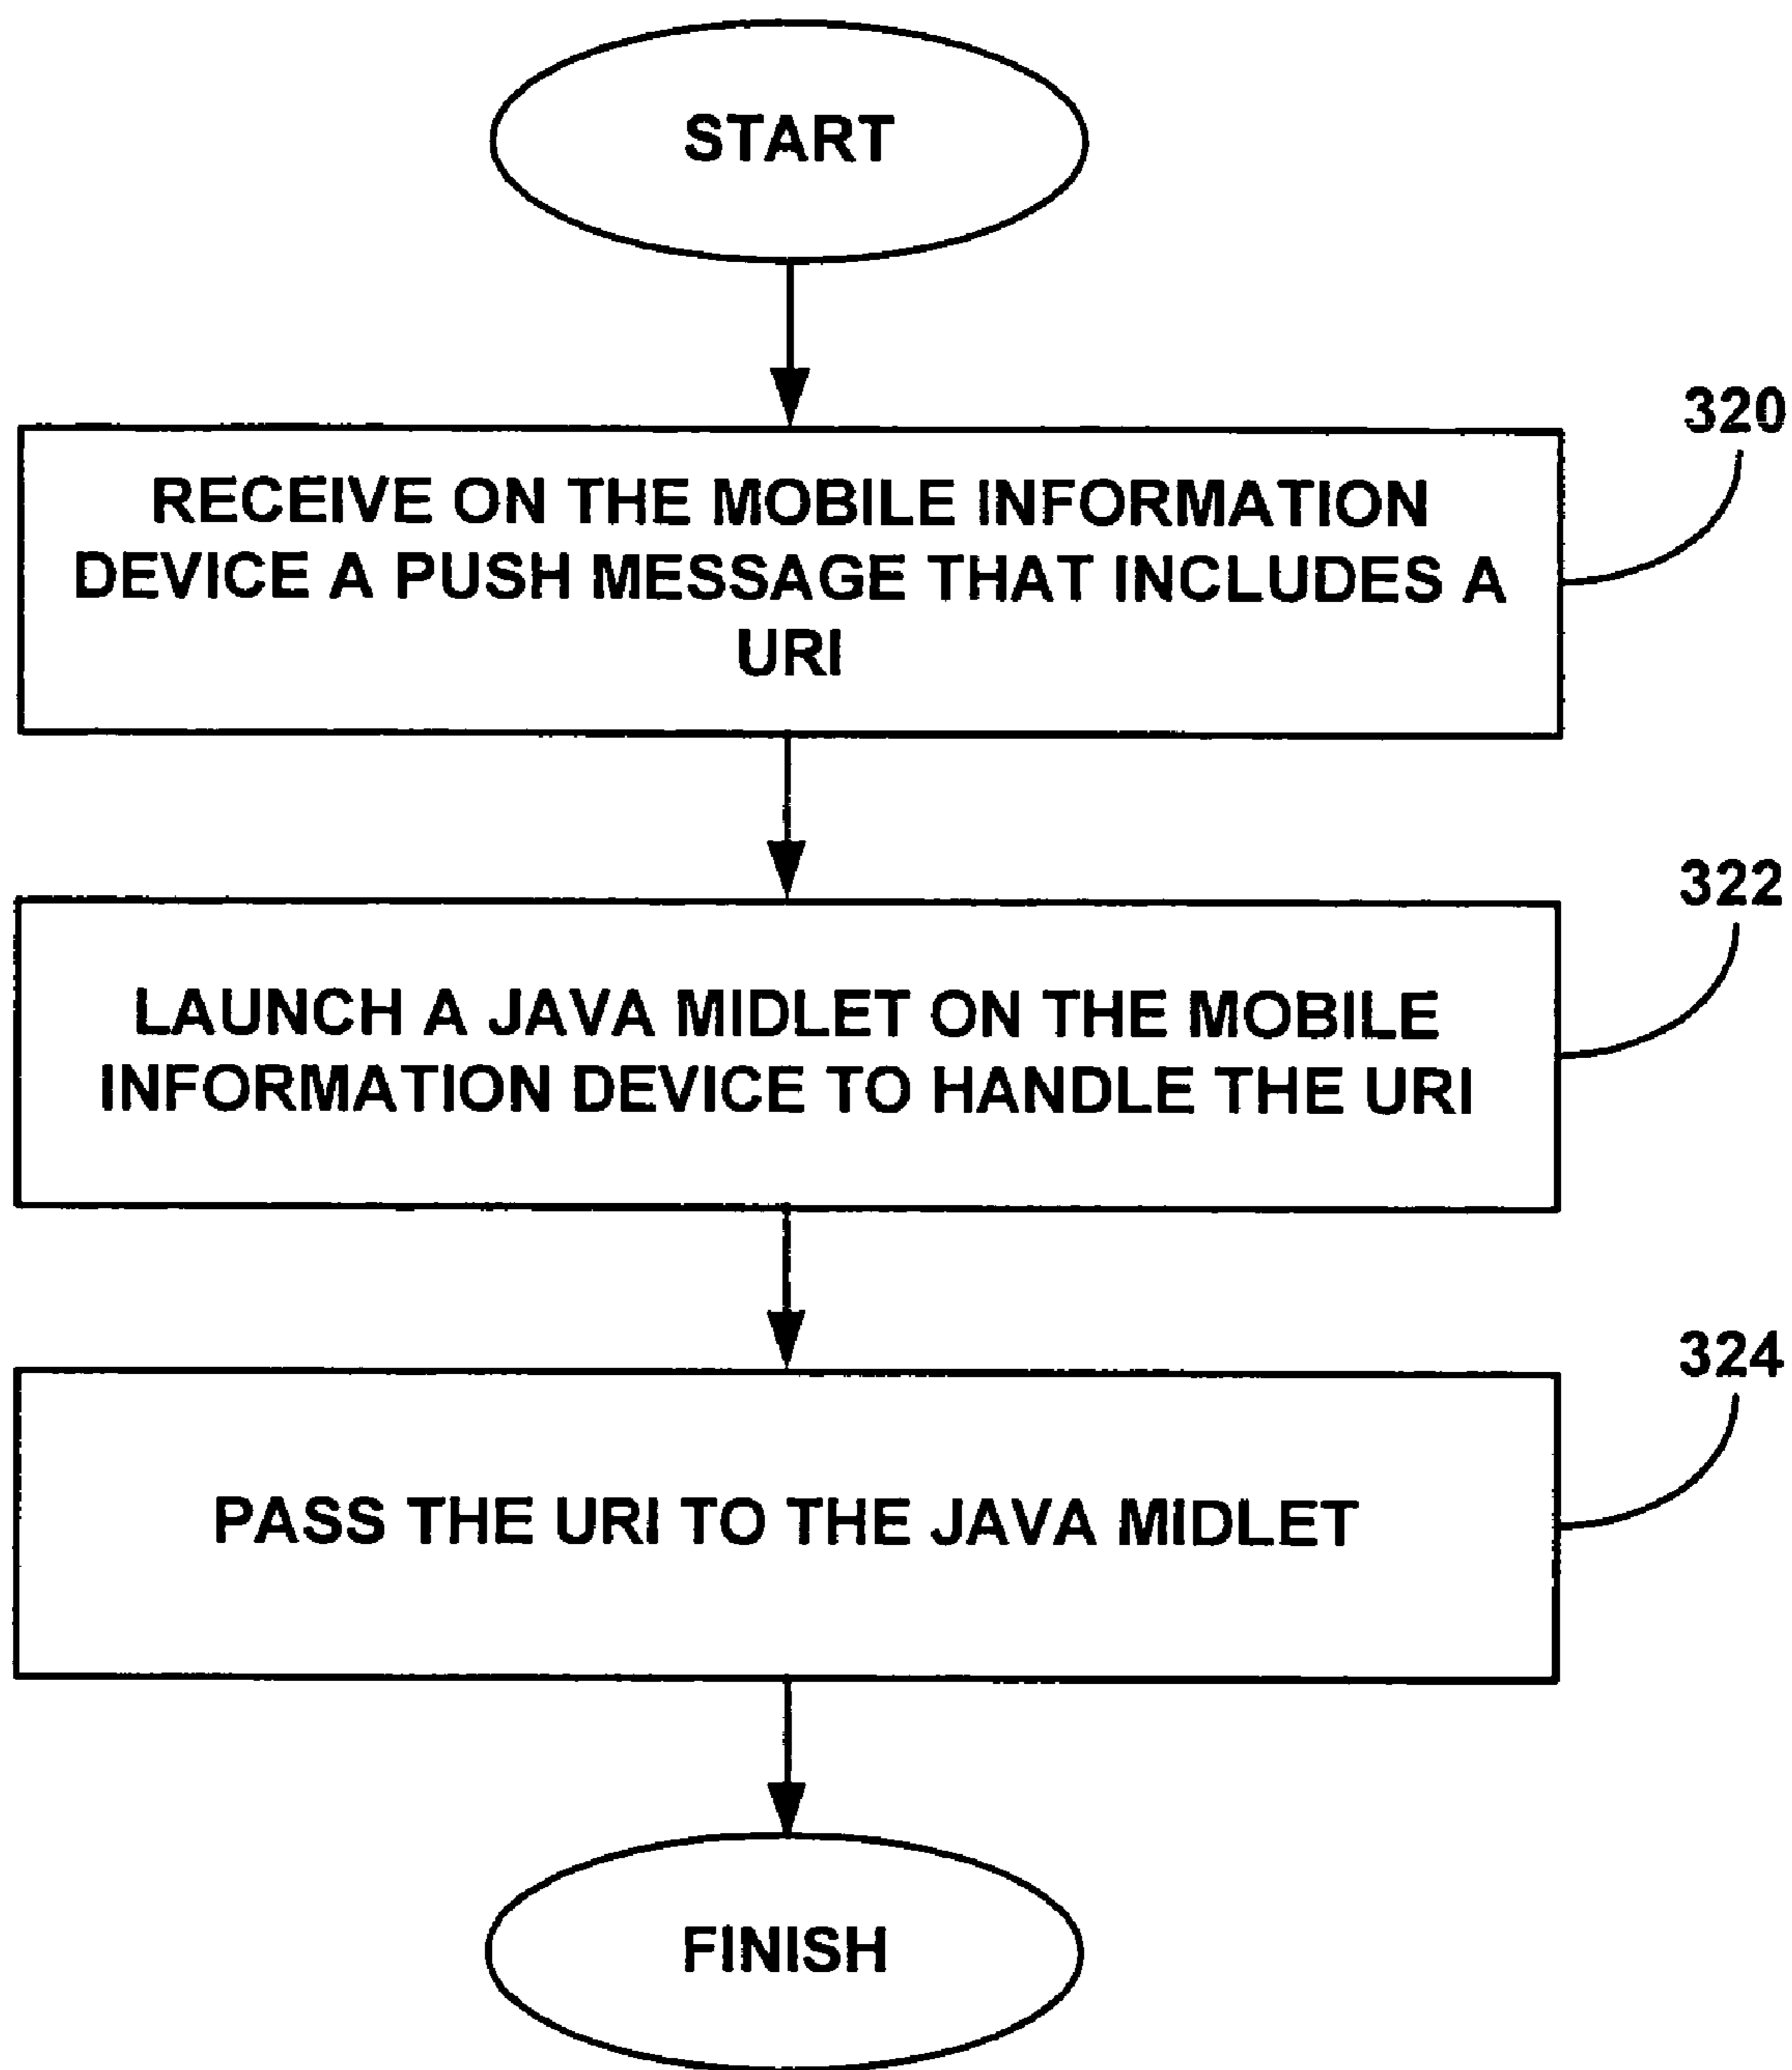 START
320
RECEIVE ON THE MOBILE INFORMATION
DEVICE A PUSH MESSAGE THAT INCLUDES A
URI
322
LAUNCH A JAVA MIDLET ON THE MOBILE
INFORMATION DEVICE TO HANDLE THE URI
324
PASS THE URI TO THE JAVA MIDLET
FINISH